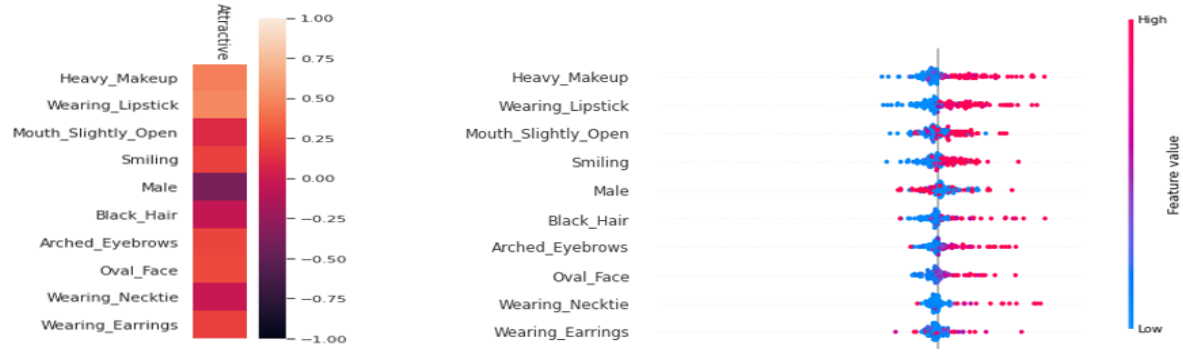 Attractive
Heavy_Makeup
Wearing_Lipstick
Mouth_Slightly_Open
Smiling
Male
Black_Hair
Arched_Eyebrows
Oval_Face
Wearing_Necktie
Wearing_Earrings
1.00
0.75
0.50
0.25
0.00
−0.25
−0.50
−0.75
−1.00
Heavy_Makeup
Wearing_Lipstick
Mouth_Slightly_Open
Smiling
Male
Black_Hair
Arched_Eyebrows
Oval_Face
Wearing_Necktie
Wearing_Earrings
High
Feature value
Low